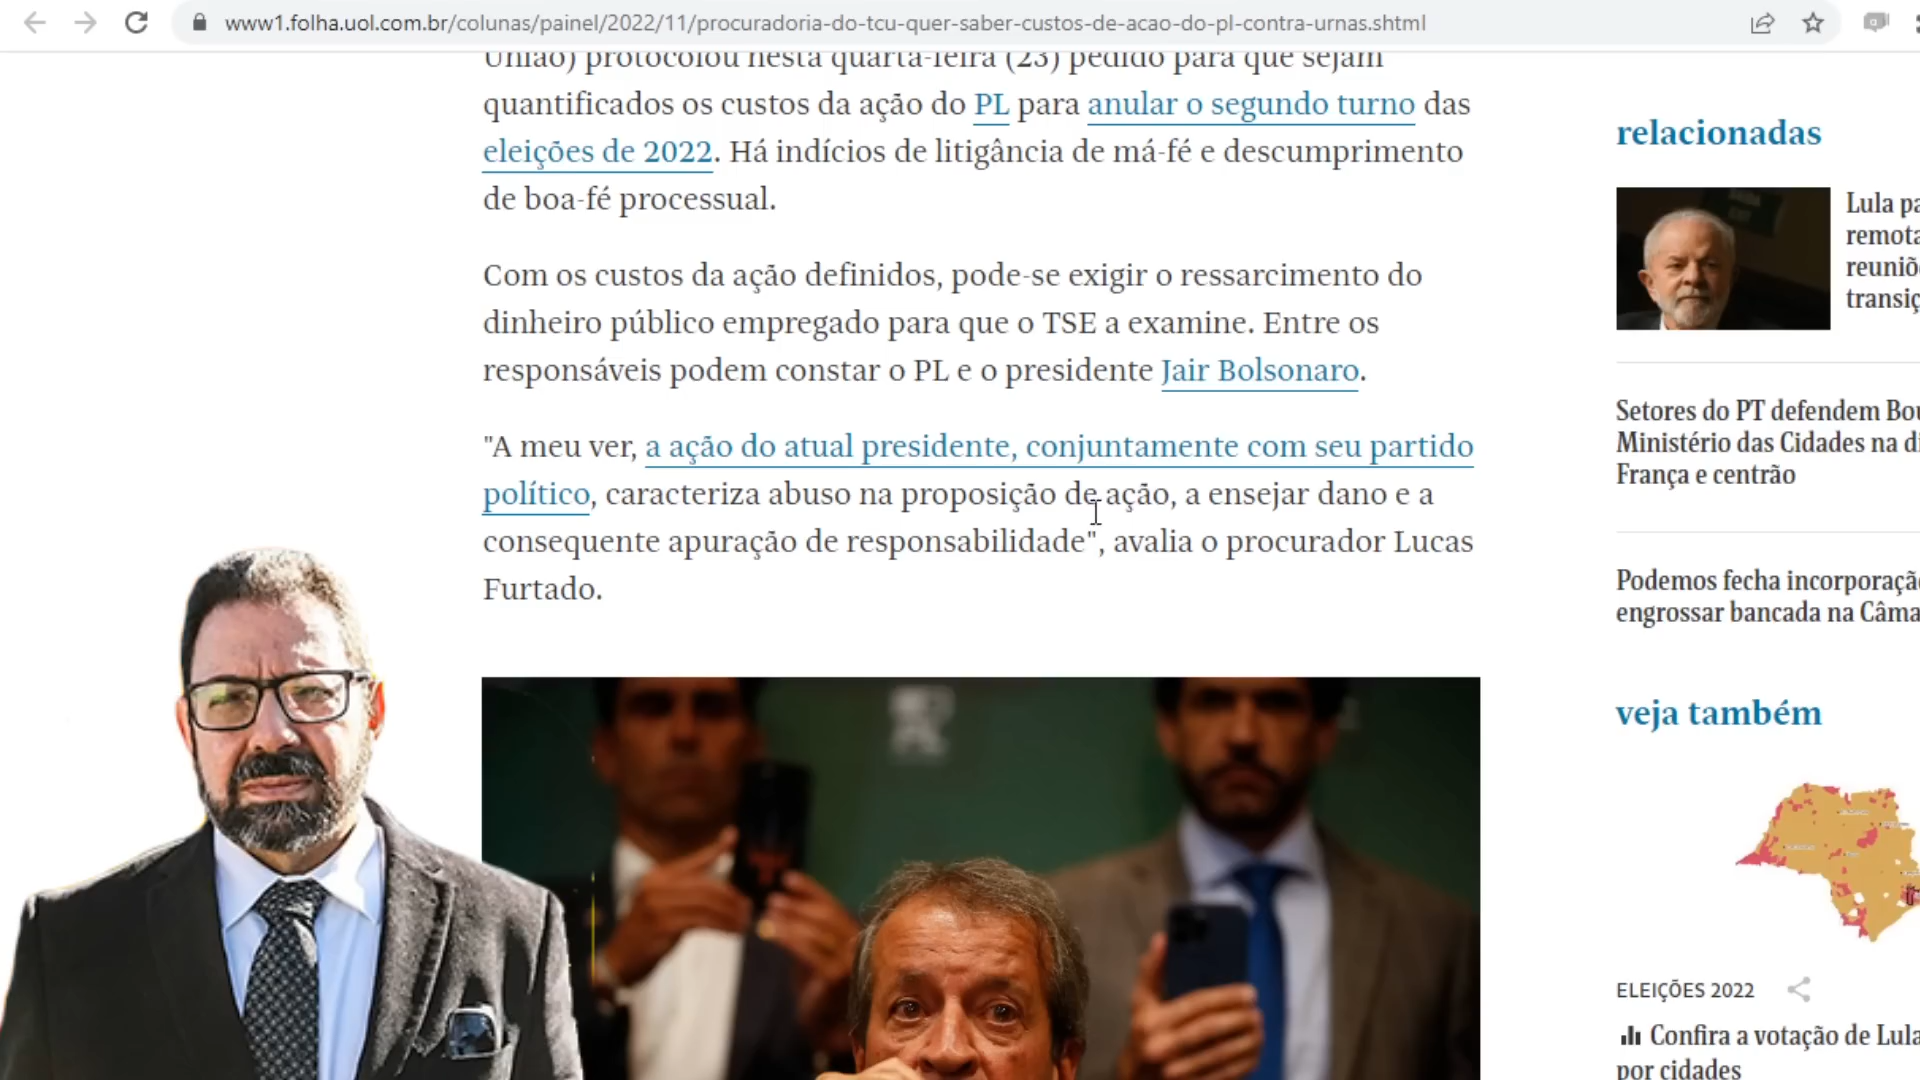 www1.folha.uol.com.br/colunas/painel/2022/11/procuradoria-do-tcu-quer-saber-custos-de-acao-do-pl-contra-urnas.shtml
União) protocolou nesta quarta-feira (23) pedido para que sejam
quantificados os custos da ação do PL para anular o segundo turno das
eleições de 2022. Há indícios de litigância de má-fé e descumprimento
de boa-fé processual.
Com os custos da ação definidos, pode-se exigir o ressarcimento do
dinheiro público empregado para que o TSE a examine. Entre os
responsáveis podem constar o PL e o presidente Jair Bolsonaro.
"A meu ver, a ação do atual presidente, conjuntamente com seu partido
político, caracteriza abuso na proposição de ação, a ensejar dano e a
consequente apuração de responsabilidade", avalia o procurador Lucas
Furtado.
relacionadas
Lula pa
remota
reuniõ
transiç
Setores do PT defendem Bou
Ministério das Cidades na di
França e centrão
Podemos fecha incorporaçã
engrossar bancada na Câma
veja também
ELEIÇÕES 2022
Confira a votação de Lula
por cidades